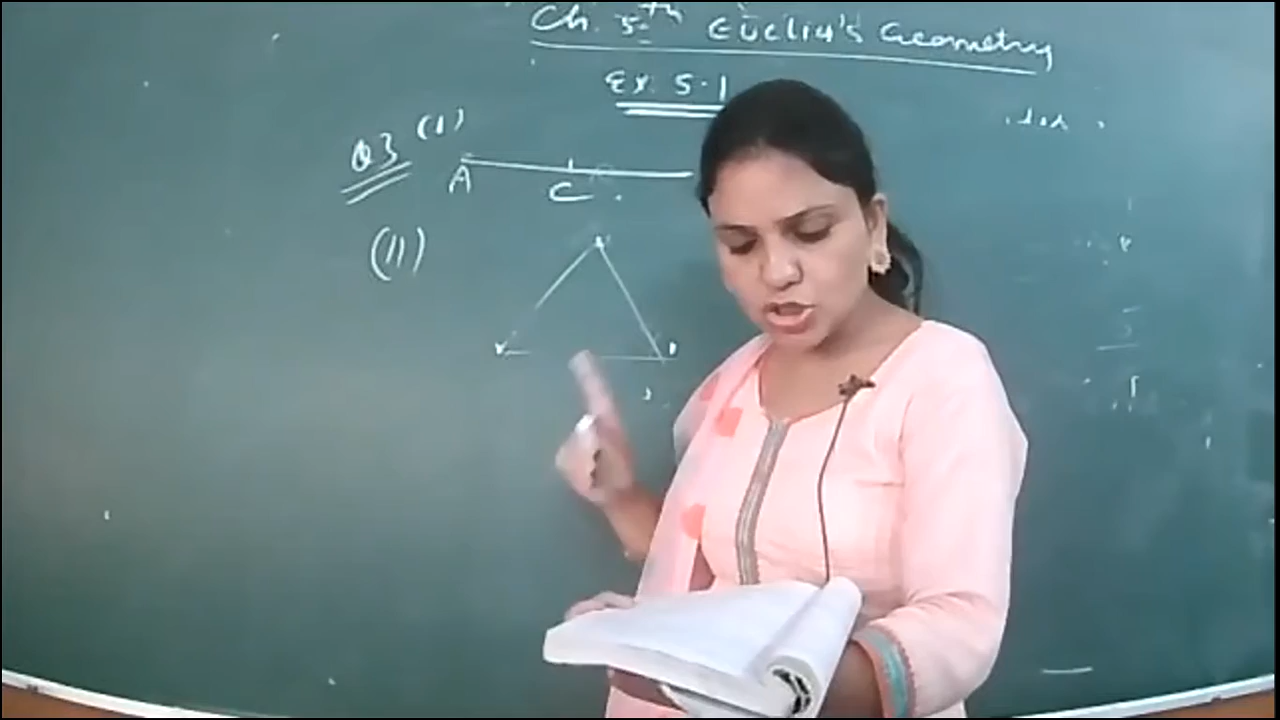 Ch. 5th Euclid's Geometry
Ex. 5.1
Q3 (I)
A C
(II)